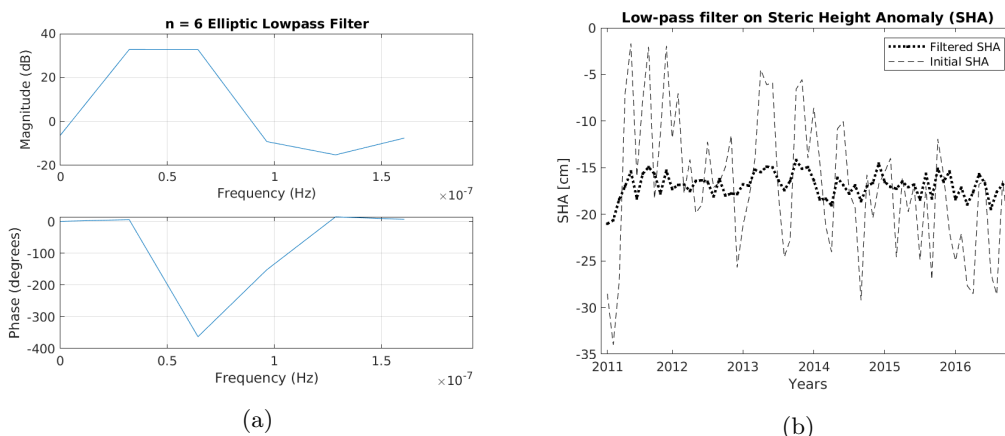 n = 6 Elliptic Lowpass Filter
40
20
0
-20
Magnitude (dB)
0
0.5
1
1.5
Frequency (Hz)
×10⁻⁷
0
-100
-200
-300
-400
Phase (degrees)
0
0.5
1
1.5
Frequency (Hz)
×10⁻⁷
(a)
Low-pass filter on Steric Height Anomaly (SHA)
0
-5
-10
-15
-20
-25
-30
-35
SHA [cm]
Filtered SHA
Initial SHA
2011
2012
2013
2014
2015
2016
Years
(b)